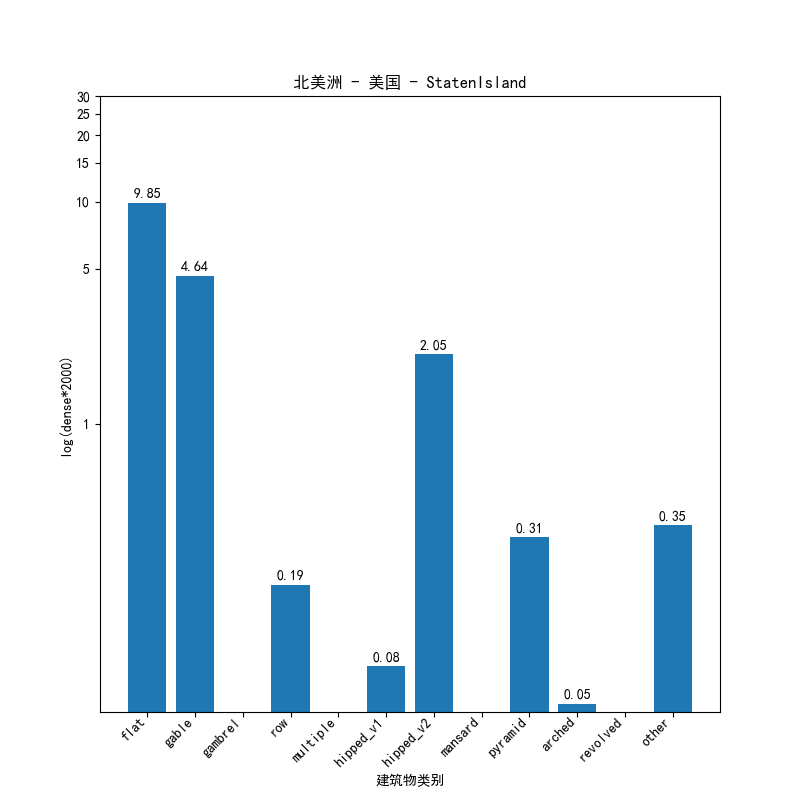 北美洲 - 美国 - StatenIsland
30
25
20
15
10
5
1
log(dense*2000)
9.85
4.64
0.19
0.08
2.05
0.31
0.05
0.35
flat
gable
gambrel
row
multiple
hipped_v1
hipped_v2
mansard
pyramid
arched
revolved
other
建筑物类别